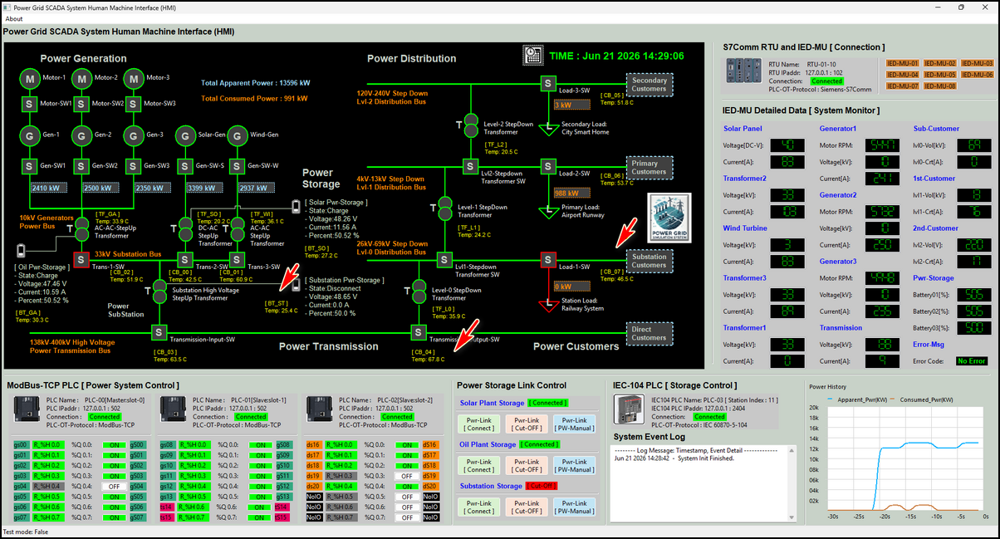 Power Grid SCADA System Human Machine Interface (HMI)
About
Power Grid SCADA System Human Machine Interface (HMI)
Power Generation
M Motor-1 M Motor-2 M Motor-3
S Motor-SW1 S Motor-SW2 S Motor-SW3
G Gen-1 G Gen-2 G Gen-3 G Solar-Gen G Wind-Gen
S Gen-SW1 S Gen-SW2 S Gen-SW3 S Gen-SW-S S Gen-SW-W
2410 kW 2500 kW 2350 kW 3399 kW 2937 kW
Total Apparent Power : 13596 kW
Total Consumed Power : 991 kW
10kV Generators
Power Bus
[TF_GA]
Temp: 33.9 C
T AC-AC-StepUp
Transformer
[TF_SO]
Temp: 20.2 C
T DC-AC
StepUp
Transformer
[TF_WI]
Temp: 36.1 C
T AC-AC
StepUp
Transformer
33kV Substation Bus
S Trans-1-SW S Trans-2-SW S Trans-3-SW
[CB_02]
Temp: 51.9 C
[CB_00]
Temp: 42.5 C
[CB_01]
Temp: 60.9 C
[ Oil Pwr-Storage ]
- State:Charge
- Voltage:47.46 V
- Current:10.59 A
- Percent:50.52 %
[BT_GA]
Temp: 30.3 C
T Substation High Voltage
StepUp Transformer
Power
SubStation
138kV-400kV High Voltage
Power Transmission Bus
S Transmission-Input-SW
[CB_03]
Temp: 63.5 C
Power
Storage
[ Solar Pwr-Storage ]
- State:Charge
- Voltage:48.26 V
- Current:11.56 A
- Percent:50.52 %
[BT_SO]
Temp: 27.2 C
[ Substation Pwr-Storage ]
- State:Disconnect
- Voltage:48.65 V
- Current:0.0 A
- Percent:50.0 %
[BT_ST]
Temp: 25.4 C
Power Transmission
Power Distribution
TIME : Jun 21 2026 14:29:06
120V-240V Step Down
Lvl-2 Distribution Bus
S Load-3-SW
3 kW
[CB_05]
Temp: 51.8 C
Secondary
Customers
T Level-2 StepDown
Transformer
[TF_L2]
Temp: 20.5 C
L Secondary Load:
City Smart Home
4kV-13kV Step Down
Lvl-1 Distribution Bus
S Lvl2-Stepdown
Transformer SW
S Load-2-SW
988 kW
[CB_06]
Temp: 53.7 C
Primary
Customers
T Level-1 StepDown
Transformer
[TF_L1]
Temp: 24.2 C
L Primary Load:
Airport Runway
POWER GRID
SIMULATION SYSTEM
26kV-69kV Step Down
Lvl-0 Distribution Bus
S Lvl1-Stepdown
Transformer SW
S Load-1-SW
0 kW
[CB_07]
Temp: 46.5 C
Substation
Customers
T Level-0 StepDown
Transformer
[TF_L0]
Temp: 35.9 C
L Station Load:
Railway System
S
[CB_04]
Temp: 67.8 C
Direct
Customers
Power Customers
S7Comm RTU and IED-MU [ Connection ]
RTU Name: RTU-01-10
RTU IPaddr: 127.0.0.1 : 102
Connection: Connected
PLC-OT-Protocol : Siemens-S7Comm
IED-MU-01 IED-MU-02 IED-MU-03
IED-MU-04 IED-MU-05 IED-MU-06
IED-MU-07 IED-MU-08
IED-MU Detailed Data [ System Monitor ]
Solar Panel
Voltage[DC-V]: 40
Current[A]: 83
Transformer2
Voltage[kV]: 33
Current[A]: 108
Wind Turbine
Voltage[kV]: 3
Current[A]: 83
Transformer3
Voltage[kV]: 33
Current[A]: 89
Transformer1
Voltage[kV]: 33
Current[A]: 0
Generator1
Motor RPM: 5447
Voltage[kV]: 10
Current[A]: 241
Generator2
Motor RPM: 5732
Voltage[kV]: 10
Current[A]: 250
Generator3
Motor RPM:
Voltage[kV]: 10
Current[A]: 235
Transmission
Voltage[kV]: 138
Current[A]: 9
Sub-Customer
lvl0-Vol[kV]: 69
lvl0-Crt[A]: 0
1st-Customer
lvl1-Vol[kV]: 13
lvl1-Crt[A]: 76
2nd-Customer
lvl2-Vol[kV]: 220
lvl2-Crt[A]:
Pwr-Storage
Battery01[%]: 505
Battery02[%]: 505
Battery03[%]: 500
Error-Msg
Error Code: No Error
ModBus-TCP PLC [ Power System Control ]
PLC Name : PLC-00[Master:slot-0]
PLC IPaddr : 127.0.0.1 : 502
Connection : Connected
PLC-OT-Protocol : ModBus-TCP
gs00 R_%H 0.0 %Q 0.0: ON gS00
gs01 R_%H 0.1 %Q 0.1: ON gS01
gs02 R_%H 0.2 %Q 0.2: ON gS02
gs03 R_%H 0.3 %Q 0.3: ON gS03
gs04 R_%H 0.4 %Q 0.4: OFF gS04
gs05 R_%H 0.5 %Q 0.5: ON gS05
gs06 R_%H 0.6 %Q 0.6: ON gS06
gs07 R_%H 0.7 %Q 0.7: ON gS07
PLC Name : PLC-01[Slave:slot-1]
PLC IPaddr : 127.0.0.1 : 502
Connection : Connected
PLC-OT-Protocol : ModBus-TCP
gs08 R_%H 0.0 %Q 0.0: ON gS08
gs09 R_%H 0.1 %Q 0.1: ON gS09
gs10 R_%H 0.2 %Q 0.2: ON gS10
gs11 R_%H 0.3 %Q 0.3: ON gS11
gs12 R_%H 0.4 %Q 0.4: ON gS12
gs13 R_%H 0.5 %Q 0.5: ON gS13
ts14 R_%H 0.6 %Q 0.6: ON tS14
ts15 R_%H 0.7 %Q 0.7: ON tS15
PLC Name : PLC-02[Slave:slot-2]
PLC IPaddr : 127.0.0.1 : 502
Connection : Connected
PLC-OT-Protocol : ModBus-TCP
ds16 R_%H 0.0 %Q 0.0: ON dS16
ds17 R_%H 0.1 %Q 0.1: ON dS17
ds18 R_%H 0.2 %Q 0.2: ON dS18
ds19 R_%H 0.3 %Q 0.3: OFF dS19
ds20 R_%H 0.4 %Q 0.4: ON dS20
NoIO R_%H 0.5 %Q 0.5: OFF NoIO
NoIO R_%H 0.6 %Q 0.6: OFF NoIO
NoIO R_%H 0.7 %Q 0.7: OFF NoIO
Power Storage Link Control
Solar Plant Storage [ Connected ]
Pwr-Link Pwr-Link Pwr-Link
[ Connect ] [ Cut-OFF ] [ PW-Manual ]
Oil Plant Storage [ Connected ]
Pwr-Link Pwr-Link Pwr-Link
[ Connect ] [ Cut-OFF ] [ PW-Manual ]
Substation Storage [ Cut-OFF ]
Pwr-Link Pwr-Link Pwr-Link
[ Connect ] [ Cut-OFF ] [ PW-Manual ]
IEC-104 PLC [ Storage Control ]
IEC104 PLC Name: PLC-03 [ Station Index : 11 ]
IEC104 PLC IPaddr: 127.0.0.1 : 2404
Connection: Connected
PLC-OT-Protocol : IEC 60870-5-104
System Event Log
-------- Log Message: Timestamp, Event Detail -------------
Jun 21 2026 14:28:42 - System Init Finished.
Power History
Apparent_Pwr(KW) Consumed_Pwr(KW)
20k
18k
16k
14k
12k
10k
08k
06k
04k
02k
-30s -25s -20s -15s -10s -5s 0s
Test mode: False